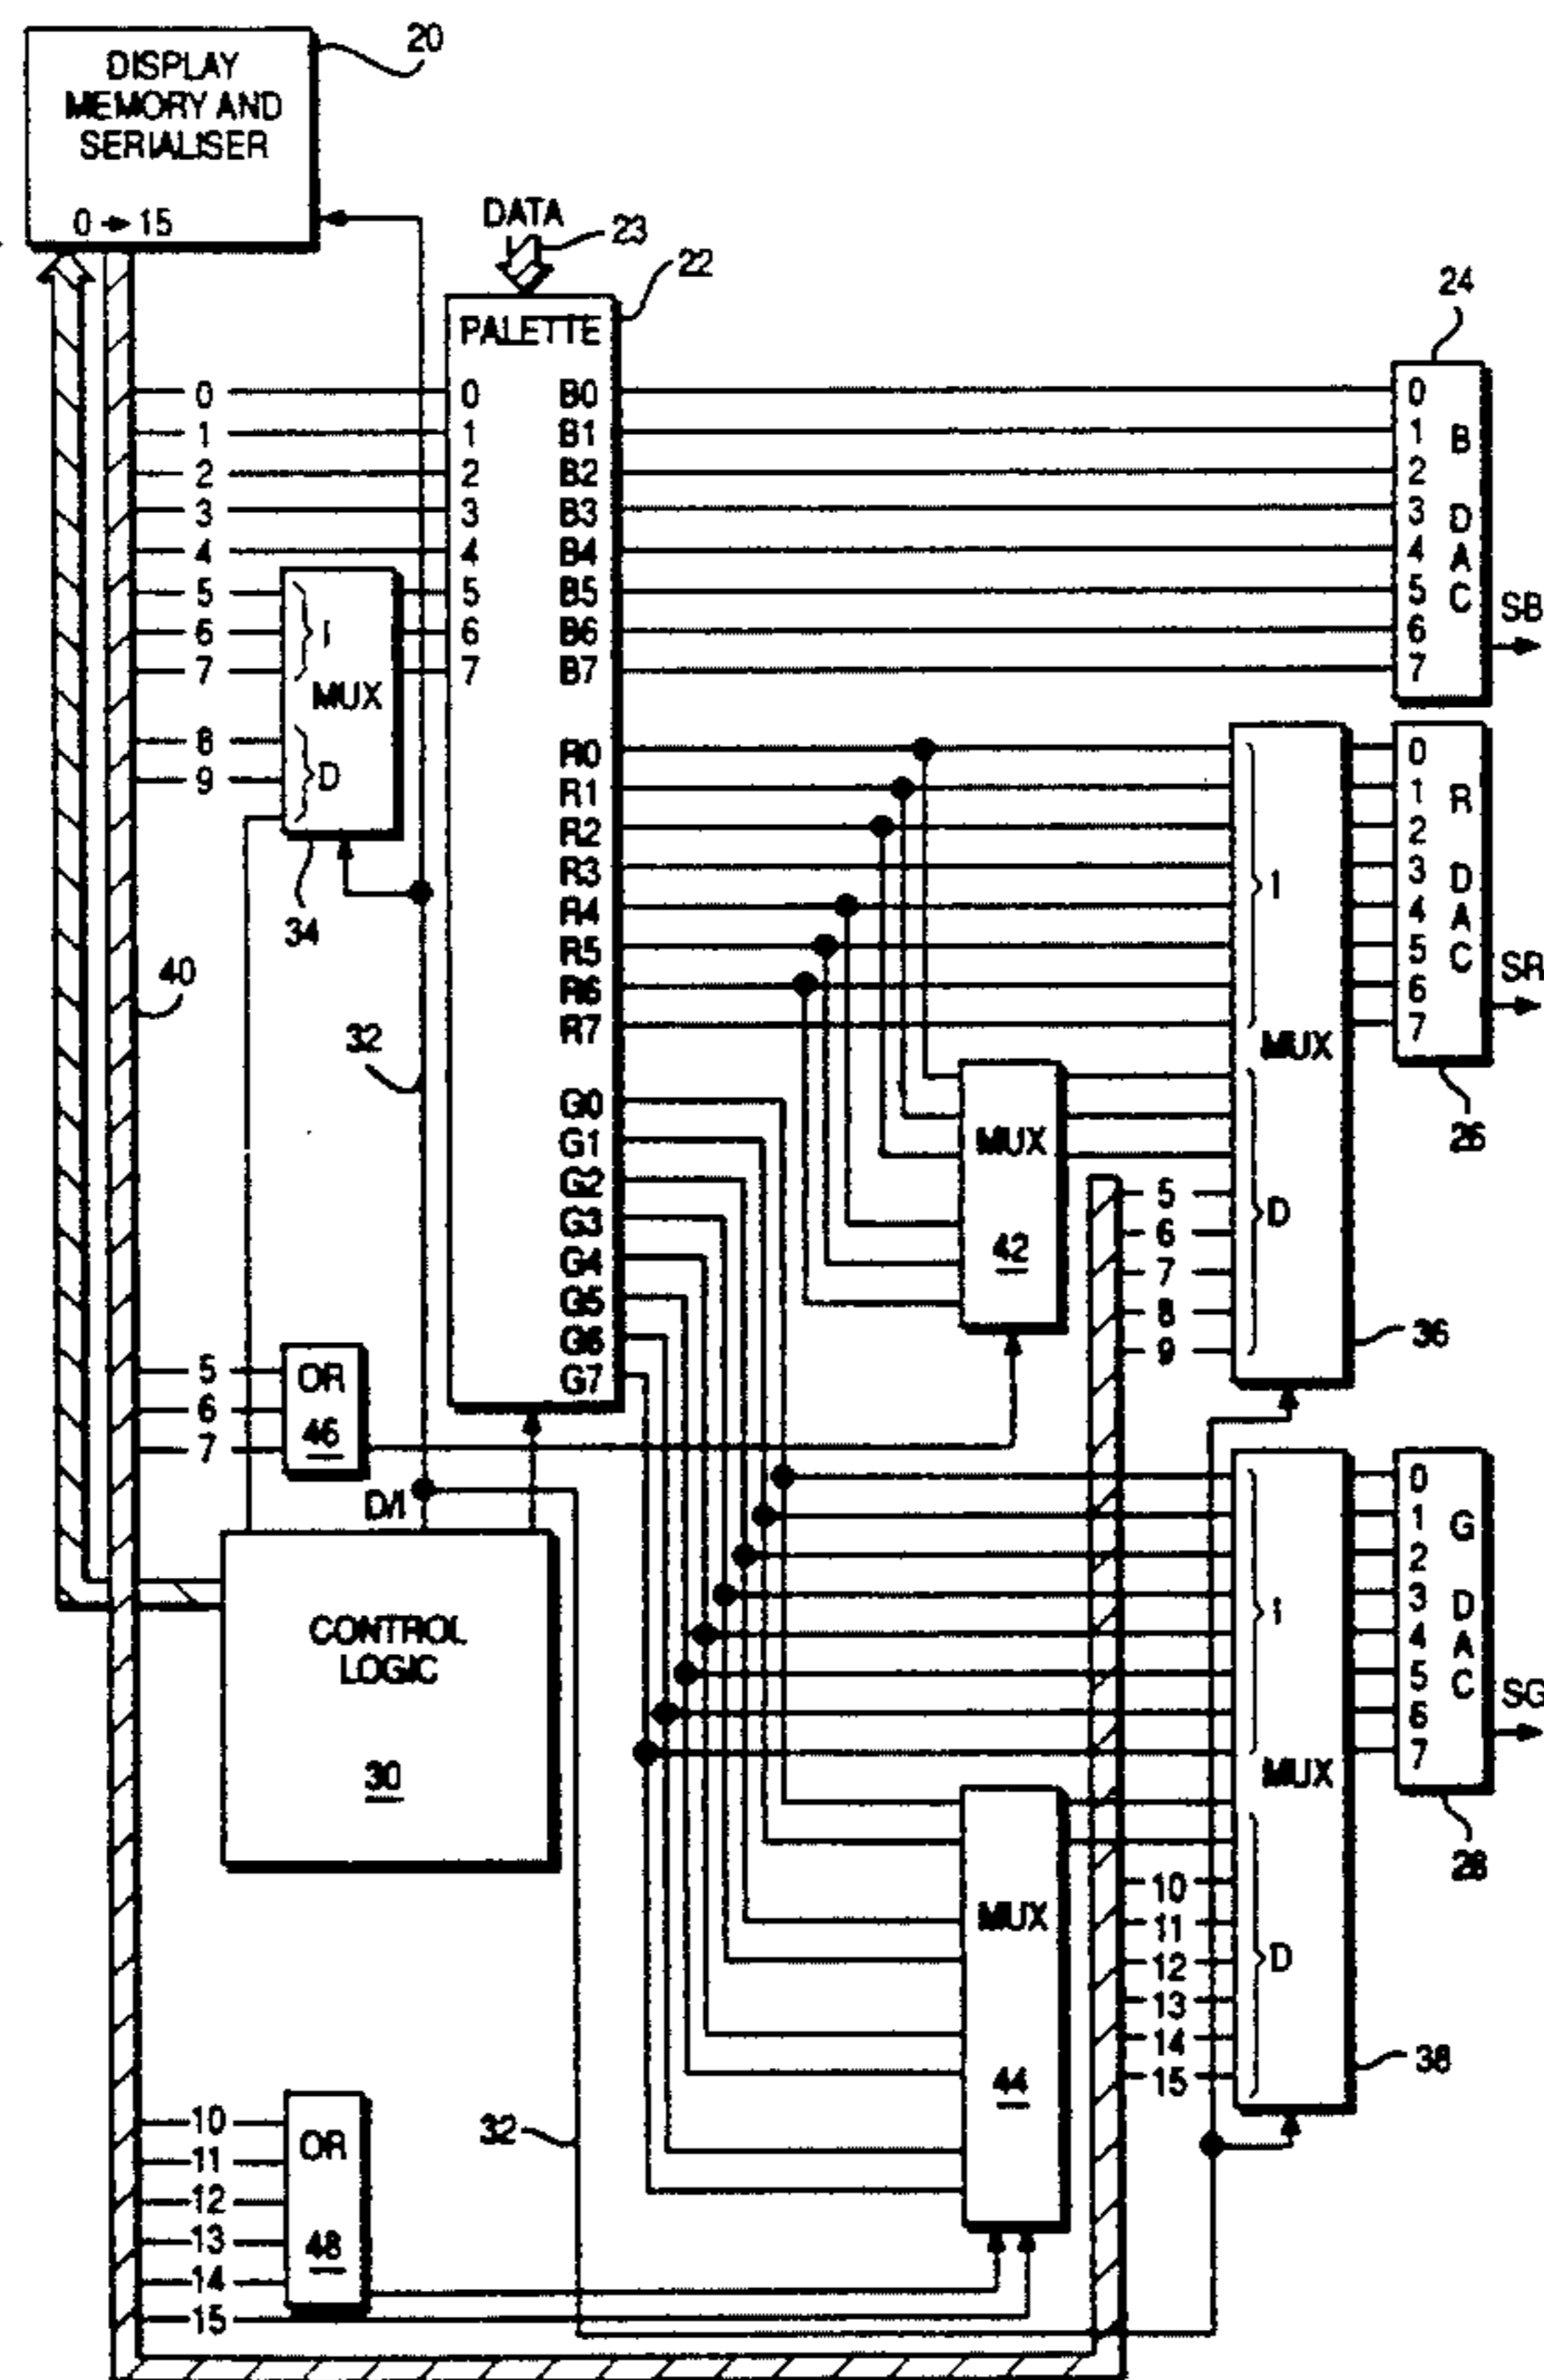 20
DISPLAY
MEMORY AND
SERIALISER
0 → 15
DATA
23
22
24
PALETTE
0 0 B0 0
1 1 B1 1 B
2 2 B2 2
3 3 B3 3 D
4 4 B4 4 A
5 5 B5 5 C SB
6 I 6 B6 6
7 MUX 7 B7 7
8 R0 0
9 D R1 1 R
R2 2
R3 I 3 D
34 R4 4 A
R5 5 C SR
40 R6 6
32 R7 MUX 7
G0 26
G1 MUX
5
6 D
42
7
8 36
9
G7
5 OR
6 46
7
D/I
0
1 G
2
I 3 D
CONTROL 4 A
LOGIC 5 C SG
6
MUX 7
30
28
10
MUX 11
12 D
13
14 38
44 15
10 OR 32
11
12
13 48
14
15